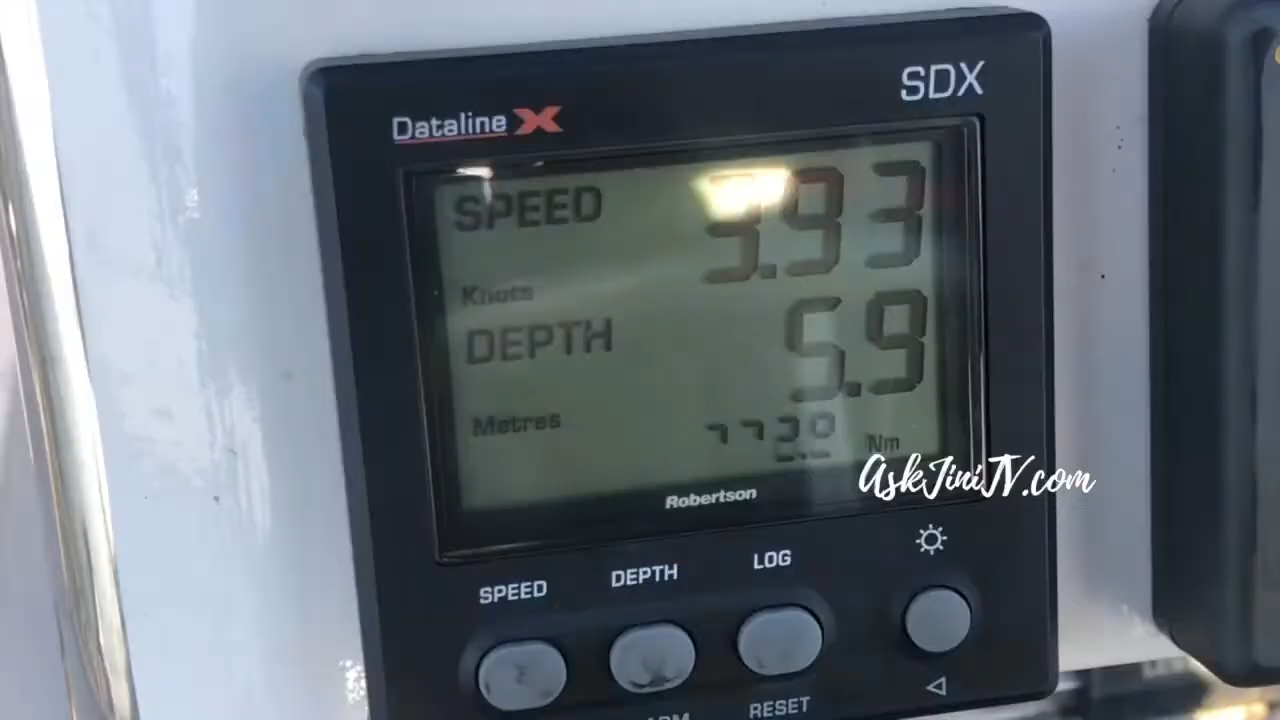 SDX
Dataline X
SPEED 3.93
Knots
DEPTH 5.9
Metres
Nm
AskJiniTV.com
Robertson
SPEED DEPTH LOG
RESET